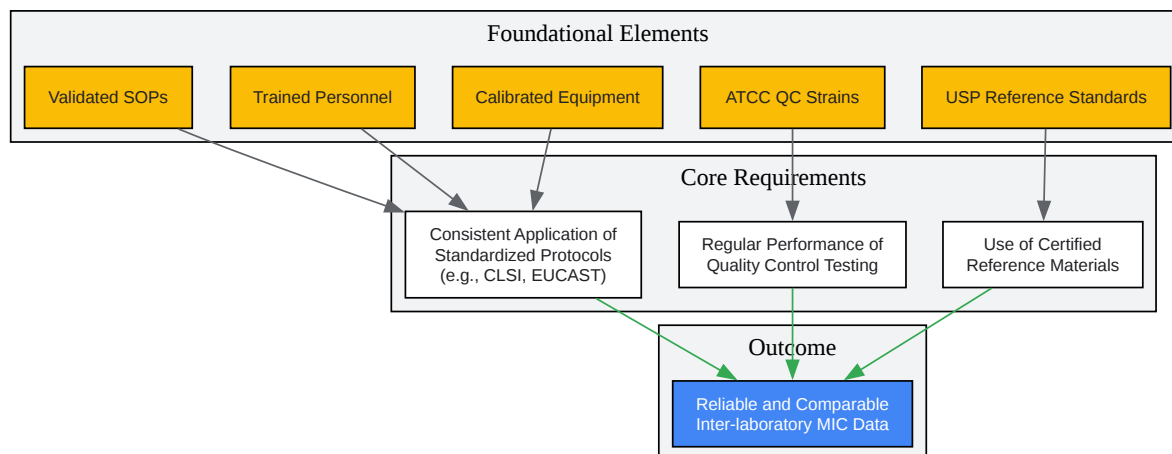 Foundational Elements
Validated SOPs
Trained Personnel
Calibrated Equipment
ATCC QC Strains
USP Reference Standards
Core Requirements
Consistent Application of
Standardized Protocols
(e.g., CLSI, EUCAST)
Regular Performance of
Quality Control Testing
Use of Certified
Reference Materials
Outcome
Reliable and Comparable
Inter-laboratory MIC Data